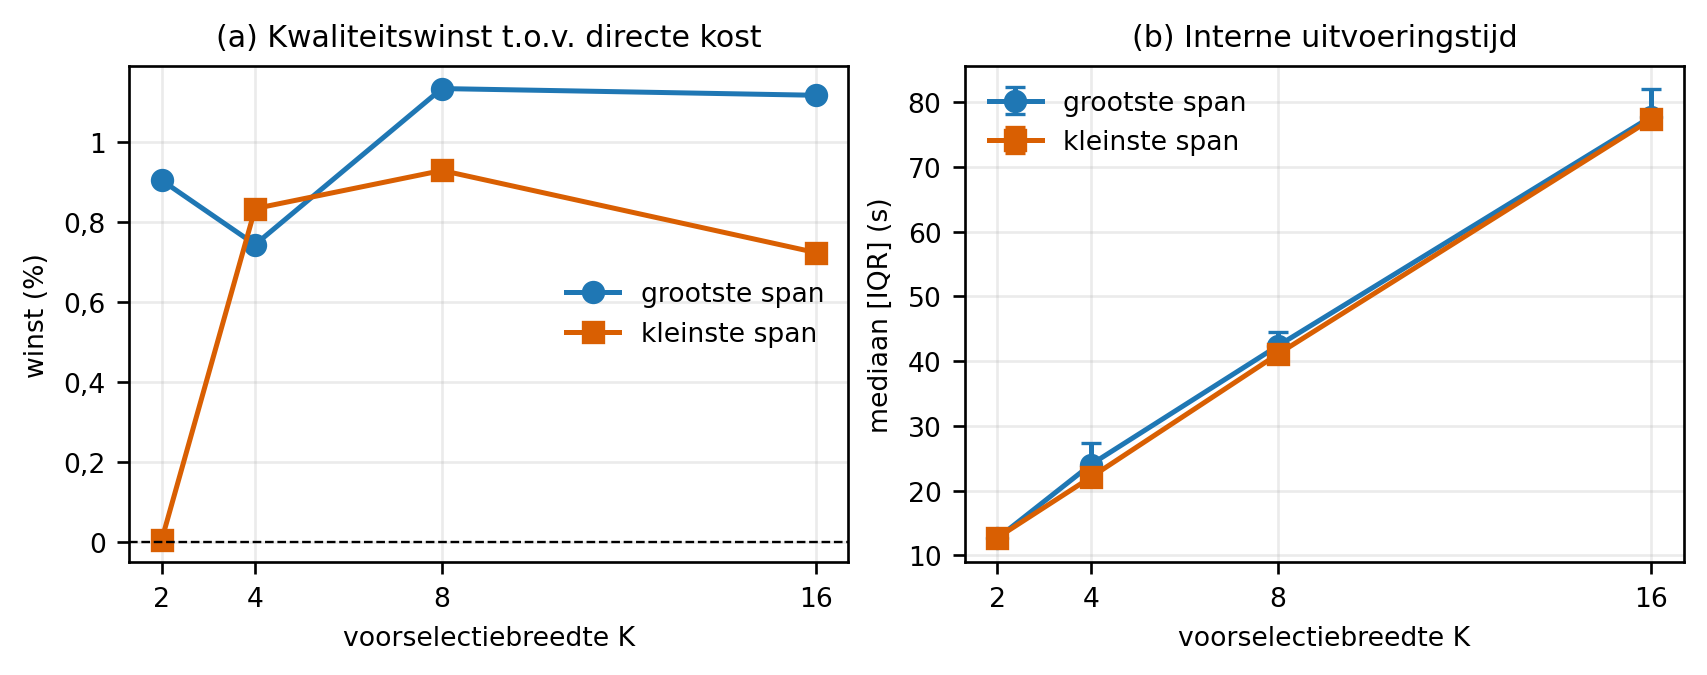 (a) Kwaliteitswinst t.o.v. directe kost
winst (%)
1
0,8
0,6
0,4
0,2
0
grootste span
kleinste span
2 4 8 16
voorselectiebreedte K
(b) Interne uitvoeringstijd
mediaan [IQR] (s)
80
70
60
50
40
30
20
10
grootste span
kleinste span
2 4 8 16
voorselectiebreedte K